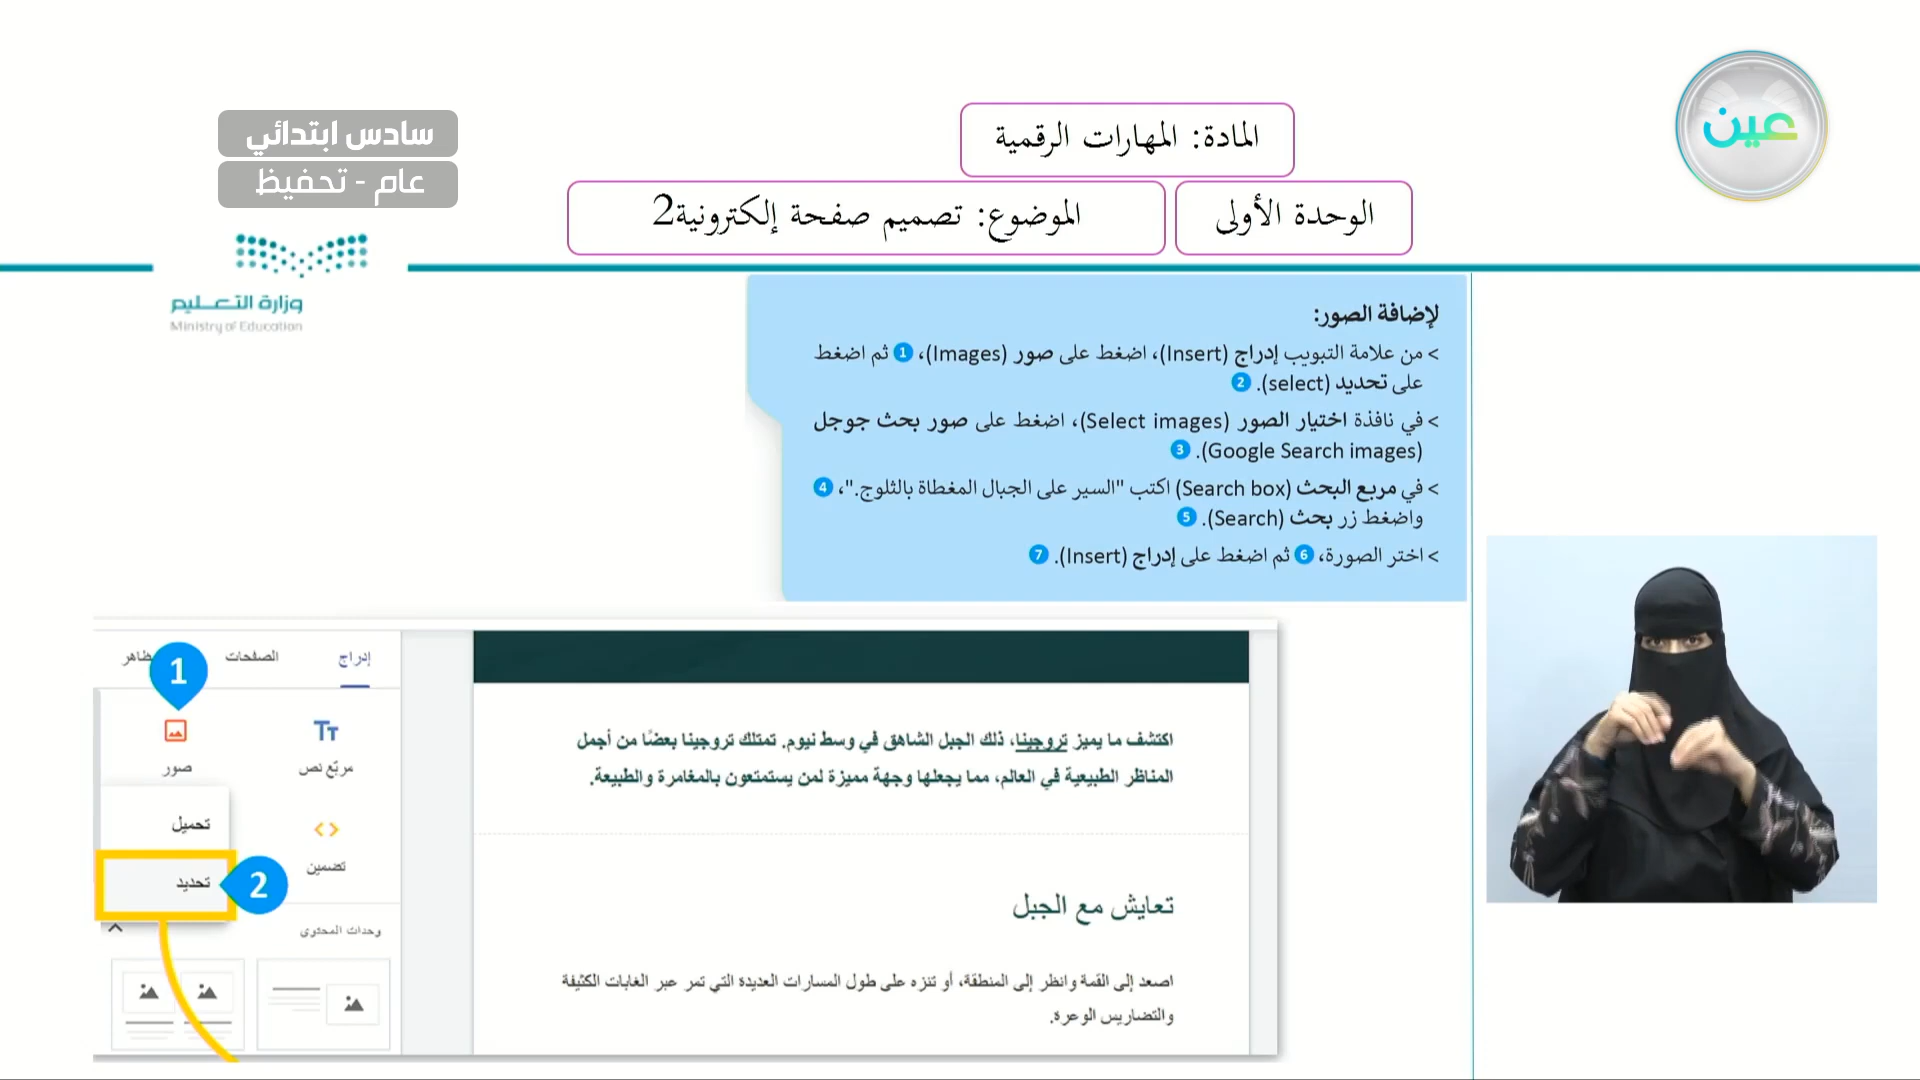 عين
المادة: المهارات الرقمية
سادس ابتدائي
عام - تحفيظ
الوحدة الأولى
الموضوع: تصميم صفحة إلكترونية2
وزارة التعليم
Ministry of Education
لإضافة الصور:
> من علامة التبويب إدراج (Insert)، اضغط على صور (Images)، 1 ثم اضغط
على تحديد (select). 2
> في نافذة اختيار الصور (Select images)، اضغط على صور بحث جوجل
(Google Search images). 3
> في مربع البحث (Search box) اكتب "السير على الجبال المغطاة بالثلوج."، 4
واضغط زر بحث (Search). 5
> اختر الصورة، 6 ثم اضغط على إدراج (Insert). 7
إدراج
الصفحات
1
مربّع نص
صور
تحميل
تضمين
تحديد
2
وحدات المحتوى
اكتشف ما يميز تروجينا، ذلك الجبل الشاهق في وسط نيوم. تمتلك تروجينا بعضًا من أجمل
المناظر الطبيعية في العالم، مما يجعلها وجهة مميزة لمن يستمتعون بالمغامرة والطبيعة.
تعايش مع الجبل
اصعد إلى القمة وانظر إلى المنطقة، أو تنزه على طول المسارات العديدة التي تمر عبر الغابات الكثيفة
والتضاريس الوعرة.